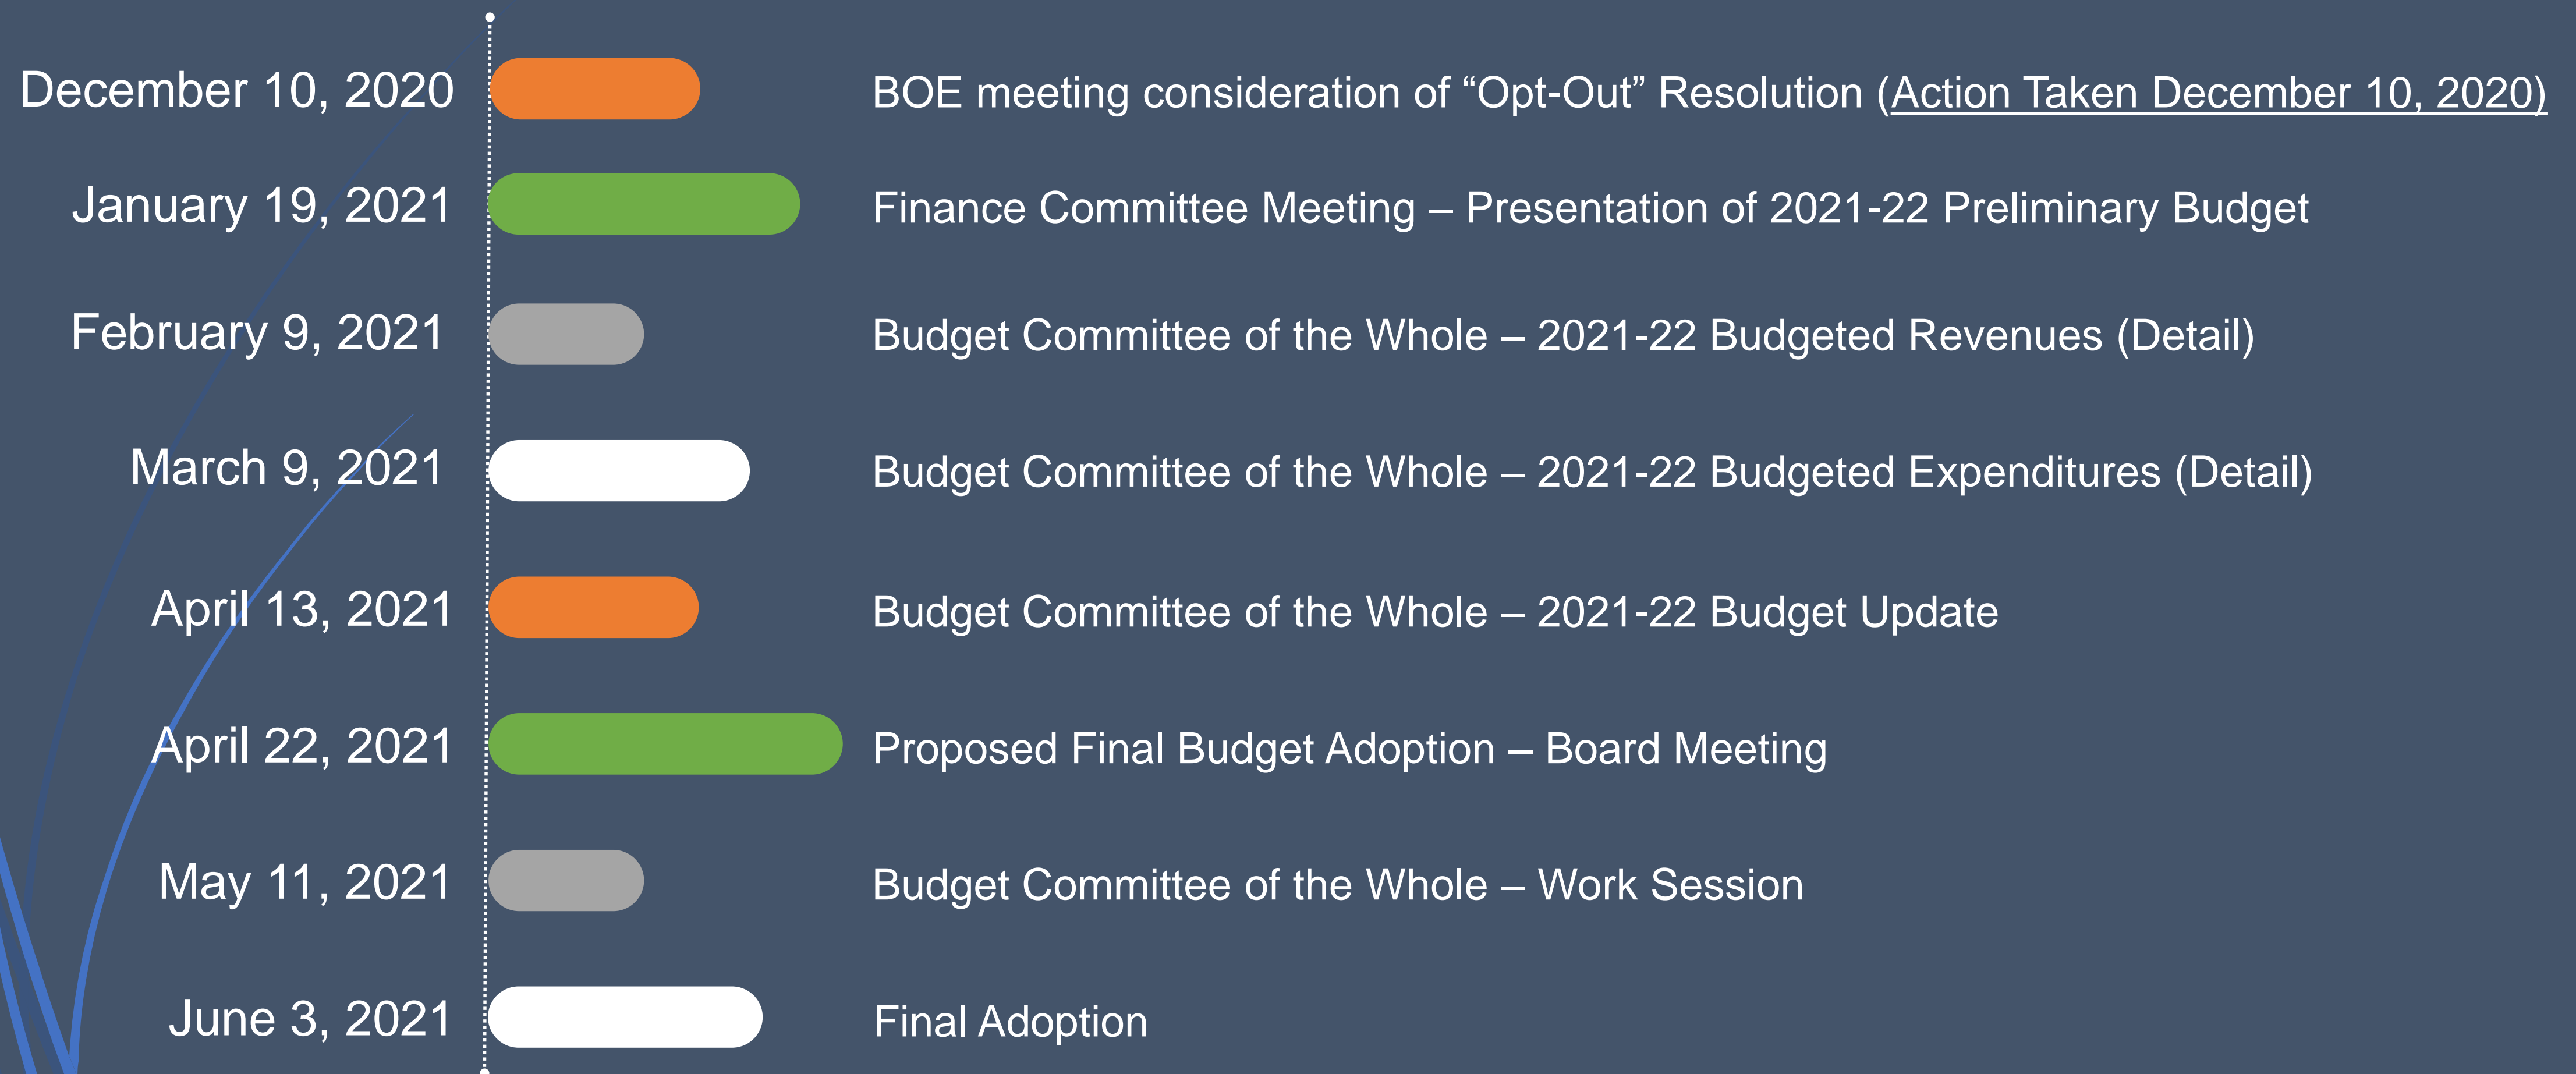 December 10, 2020 BOE meeting consideration of “Opt-Out” Resolution (Action Taken December 10, 2020)
January 19, 2021 Finance Committee Meeting – Presentation of 2021-22 Preliminary Budget
February 9, 2021 Budget Committee of the Whole – 2021-22 Budgeted Revenues (Detail)
March 9, 2021 Budget Committee of the Whole – 2021-22 Budgeted Expenditures (Detail)
April 13, 2021 Budget Committee of the Whole – 2021-22 Budget Update
April 22, 2021 Proposed Final Budget Adoption – Board Meeting
May 11, 2021 Budget Committee of the Whole – Work Session
June 3, 2021 Final Adoption